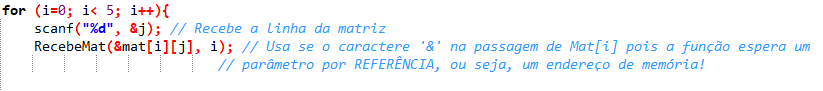 for (i=0; i< 5; i++){
scanf("%d", &j); // Recebe a linha da matriz
RecebeMat(&mat[i][j], i); // Usa se o caractere '&' na passagem de Mat[i] pois a função espera um
// parâmetro por REFERÊNCIA, ou seja, um endereço de memória!